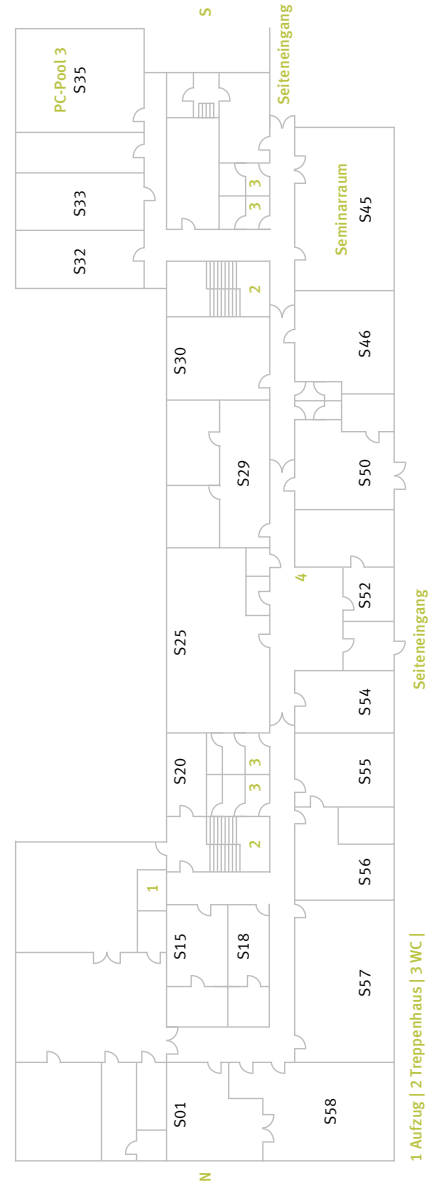 S
PC-Pool 3
S35
S33
S32
Seiteneingang
3
3
2
S30
S29
S25
S20
3
3
2
1
S15
S18
S01
N
Seminarraum
S45
S46
S50
4
S52
S54
S55
S56
S57
S58
Seiteneingang
1 Aufzug | 2 Treppenhaus | 3 WC |